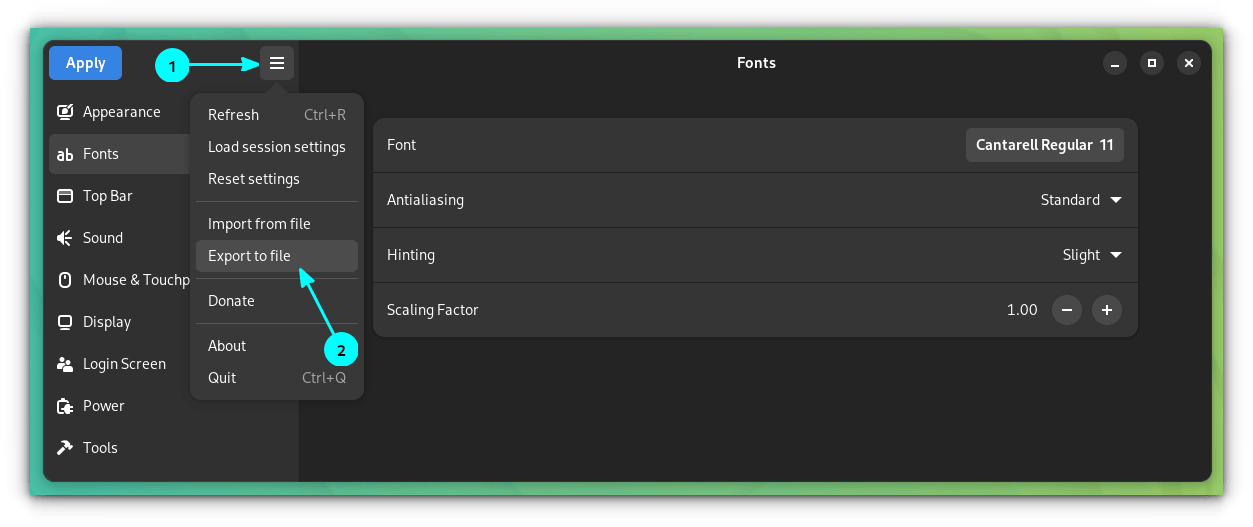 Apply
1
Fonts
Appearance
Fonts
Top Bar
Sound
Mouse & Touchp
Display
Login Screen
Power
Tools
Refresh Ctrl+R
Load session settings
Reset settings
Import from file
Export to file
Donate
About
2
Quit Ctrl+Q
Font Cantarell Regular 11
Antialiasing Standard
Hinting Slight
Scaling Factor 1.00